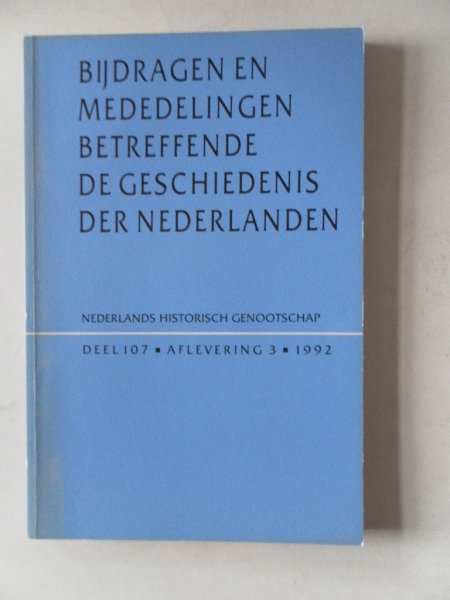 BIJDRAGEN EN
MEDEDELINGEN
BETREFFENDE
DE GESCHIEDENIS
DER NEDERLANDEN
NEDERLANDS HISTORISCH GENOOTSCHAP
DEEL 107 ▪ AFLEVERING 3 ▪ 1992